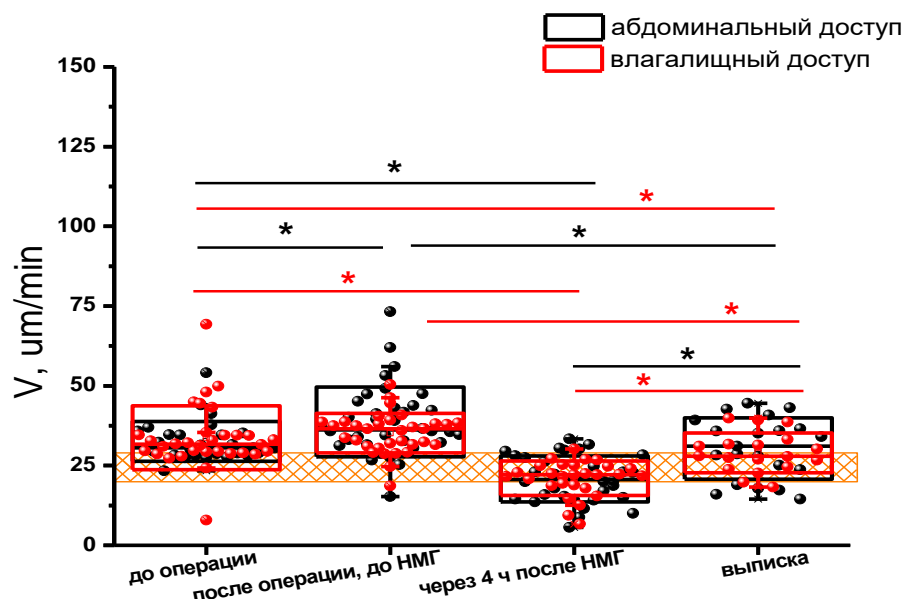 абдоминальный доступ
влагалищный доступ
150
125
100
75
50
25
0
V, um/min
*
*
*
*
*
*
*
*
до операции
после операции, до НМГ
через 4 ч после НМГ
выписка